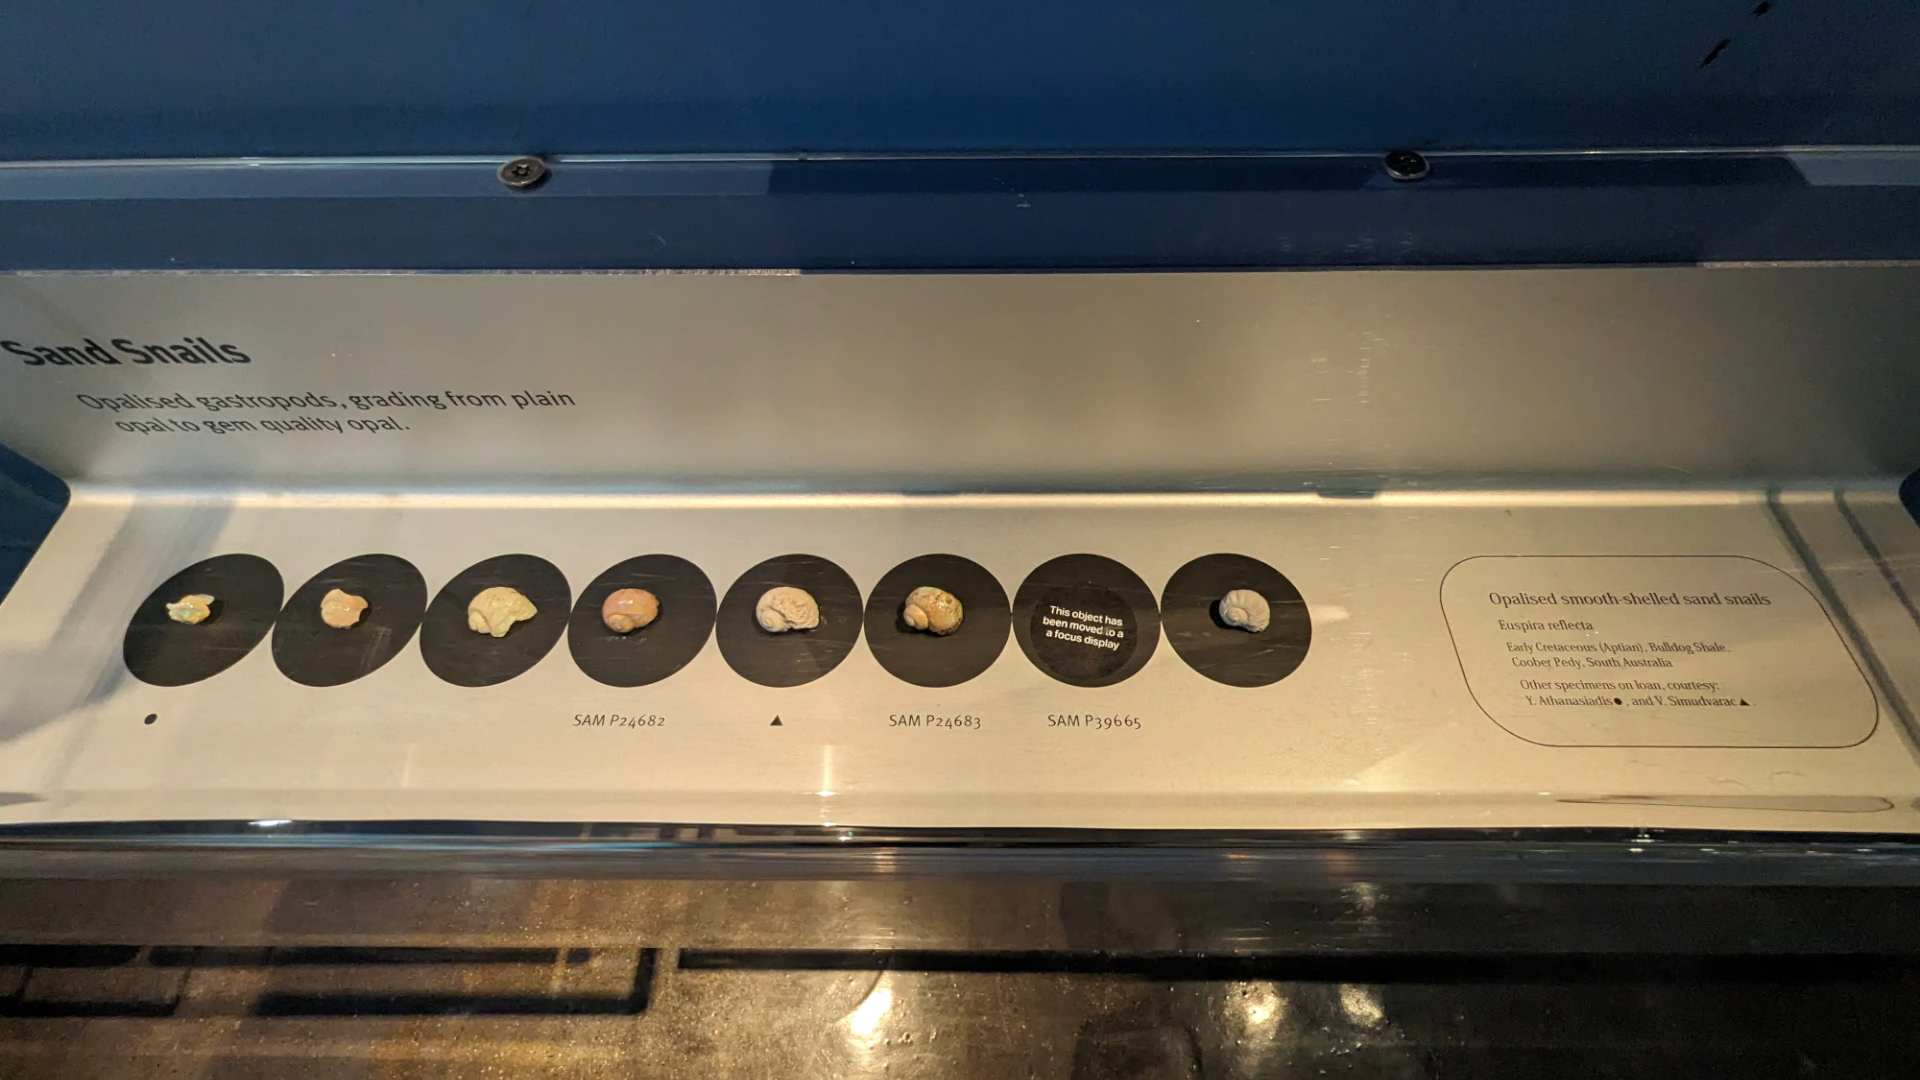 Sand Snails
Opalised gastropods, grading from plain
opal to gem quality opal.
This object has
been moved to a
a focus display
●
SAM P24682
▲
SAM P24683
SAM P39665
Opalised smooth-shelled sand snails
Euspira reflecta
Early Cretaceous (Aptian), Bulldog Shale,
Coober Pedy, South Australia
Other specimens on loan, courtesy:
Y. Athanasiadis ● , and V. Simudvarac ▲ .